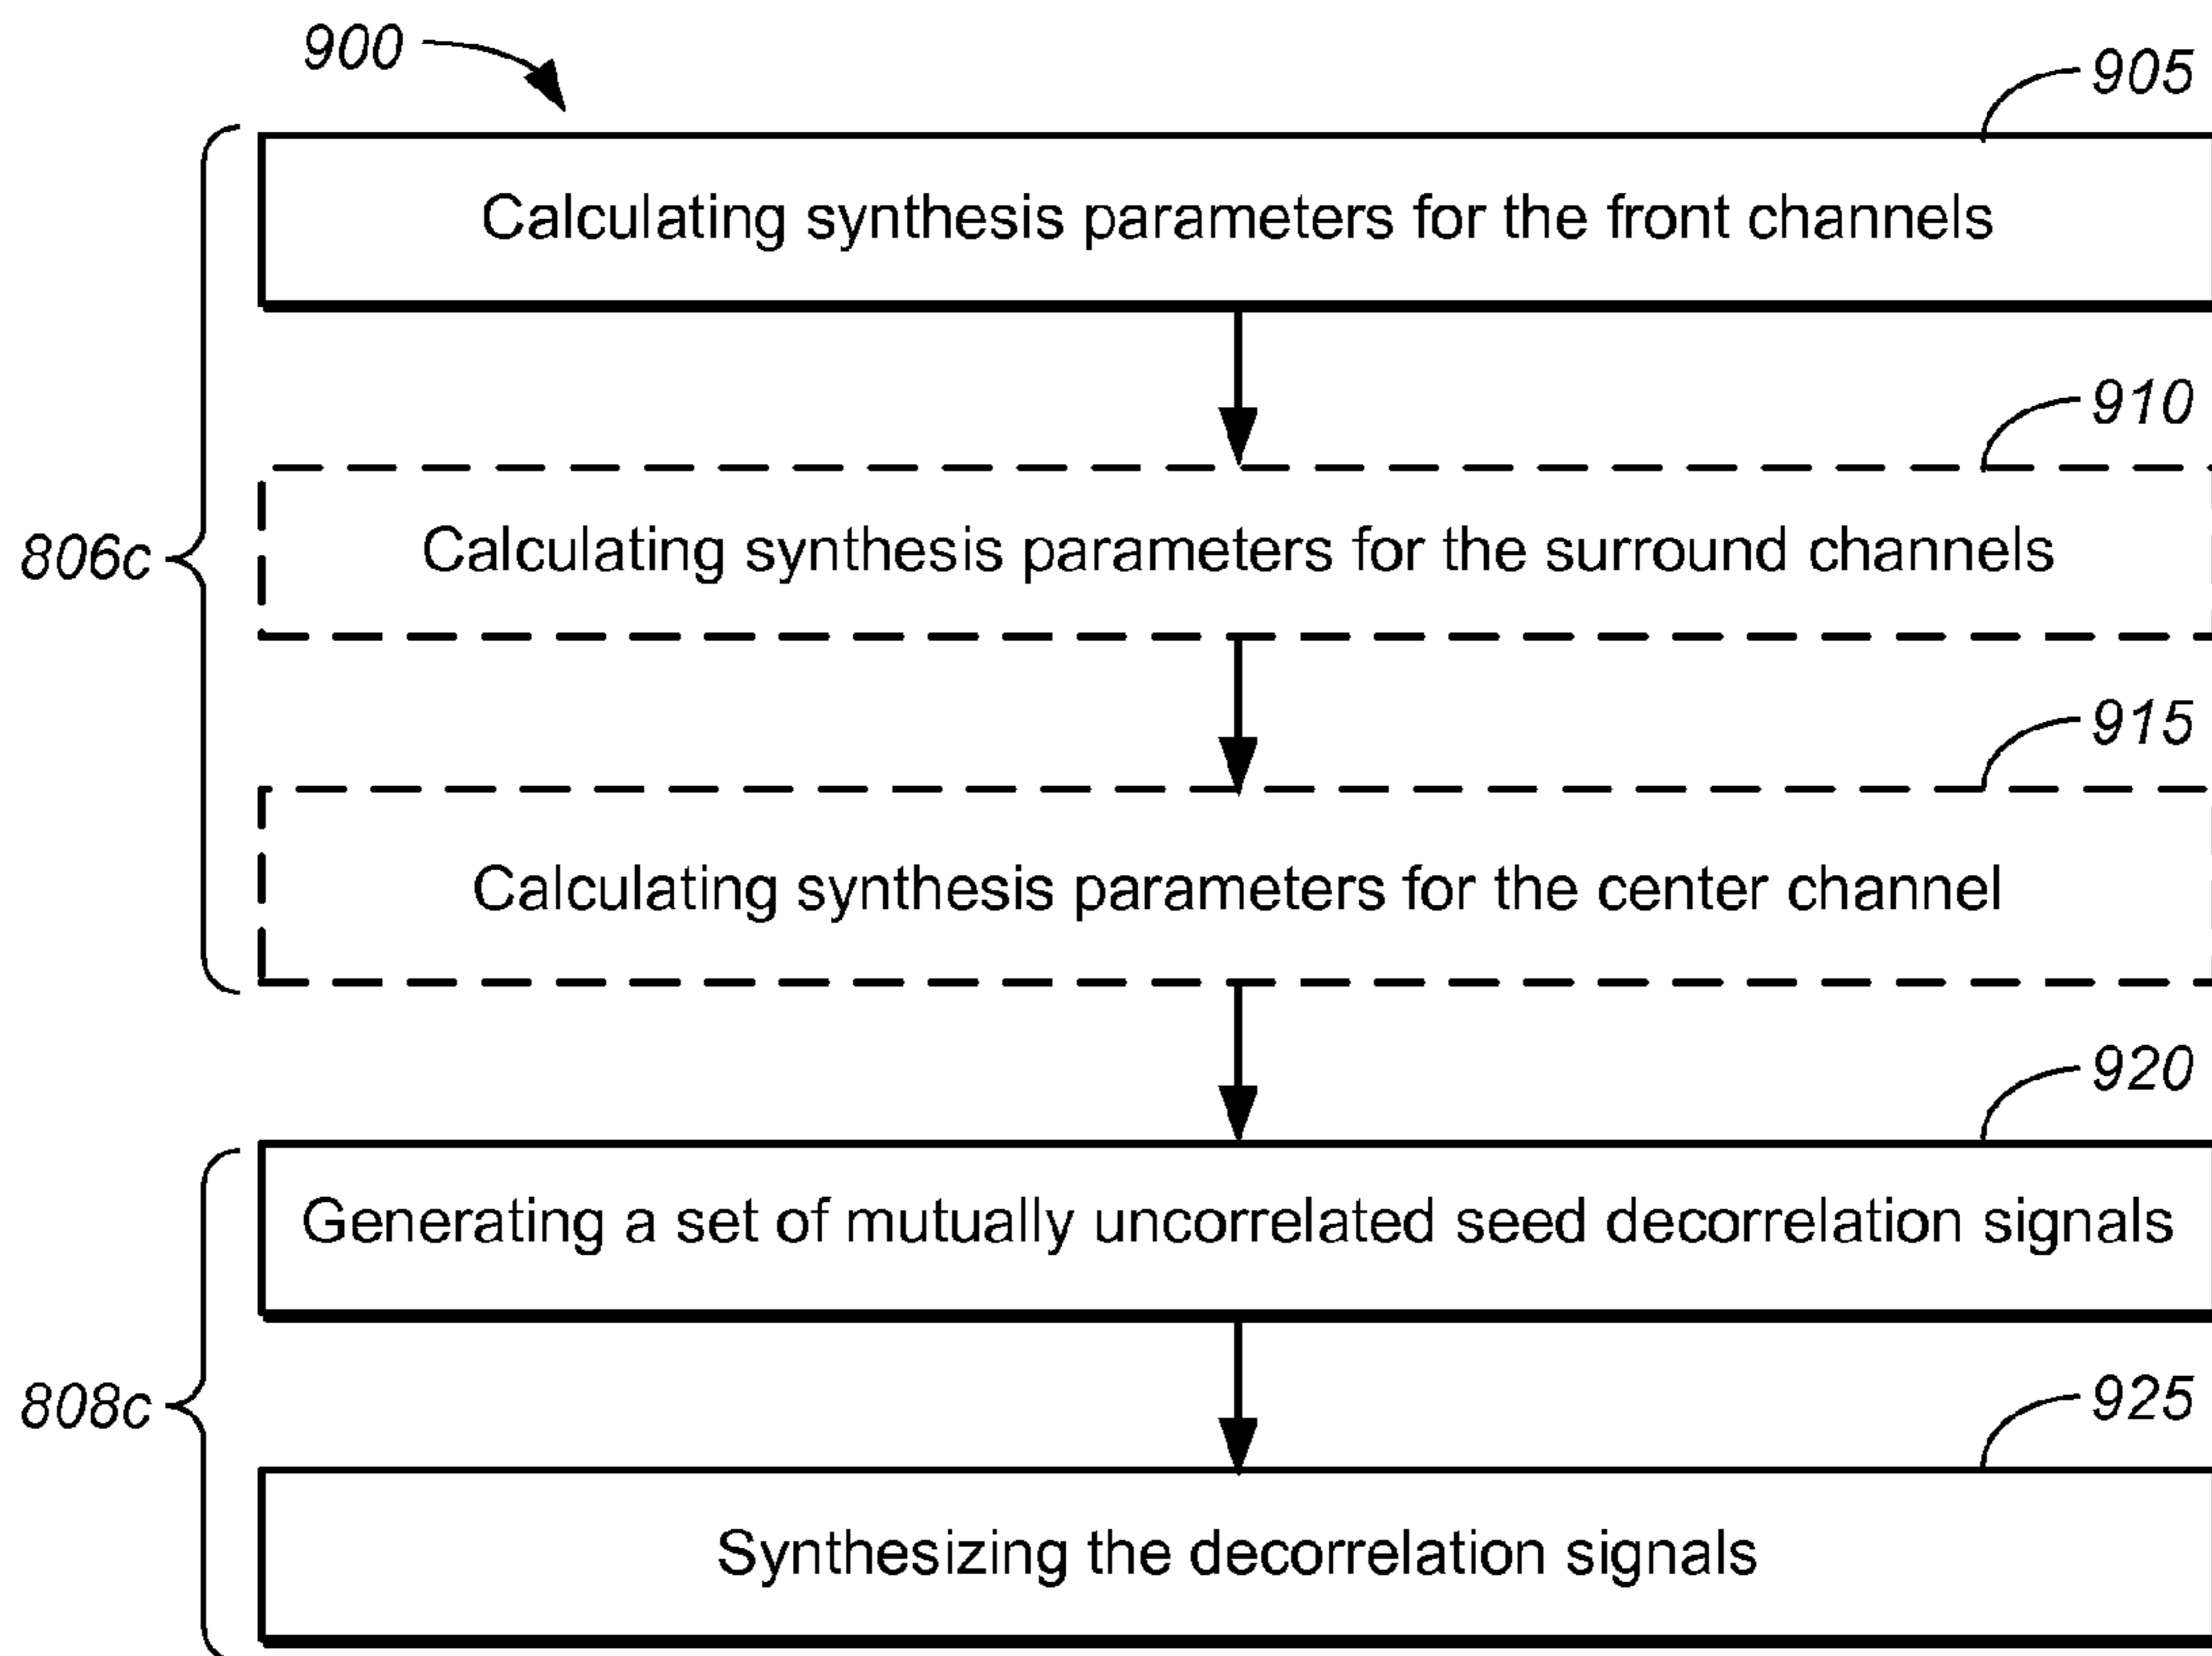 900
905
Calculating synthesis parameters for the front channels
910
806c
Calculating synthesis parameters for the surround channels
915
Calculating synthesis parameters for the center channel
920
Generating a set of mutually uncorrelated seed decorrelation signals
808c
925
Synthesizing the decorrelation signals